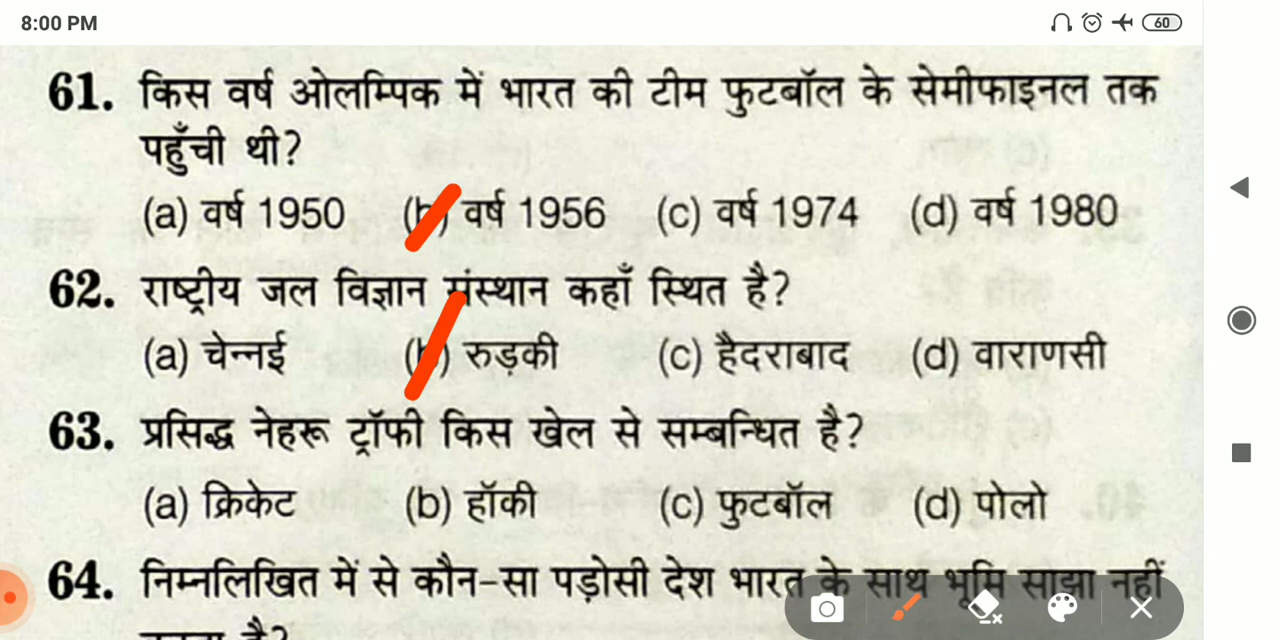 8:00 PM
60
61. किस वर्ष ओलम्पिक में भारत की टीम फुटबॉल के सेमीफाइनल तक
पहुँची थी?
(a) वर्ष 1950 (b) वर्ष 1956 (c) वर्ष 1974 (d) वर्ष 1980
62. राष्ट्रीय जल विज्ञान संस्थान कहाँ स्थित है?
(a) चेन्नई (b) रुड़की (c) हैदराबाद (d) वाराणसी
63. प्रसिद्ध नेहरू ट्रॉफी किस खेल से सम्बन्धित है?
(a) क्रिकेट (b) हॉकी (c) फुटबॉल (d) पोलो
64. निम्नलिखित में से कौन-सा पड़ोसी देश भारत के साथ भूमि साझा नहीं